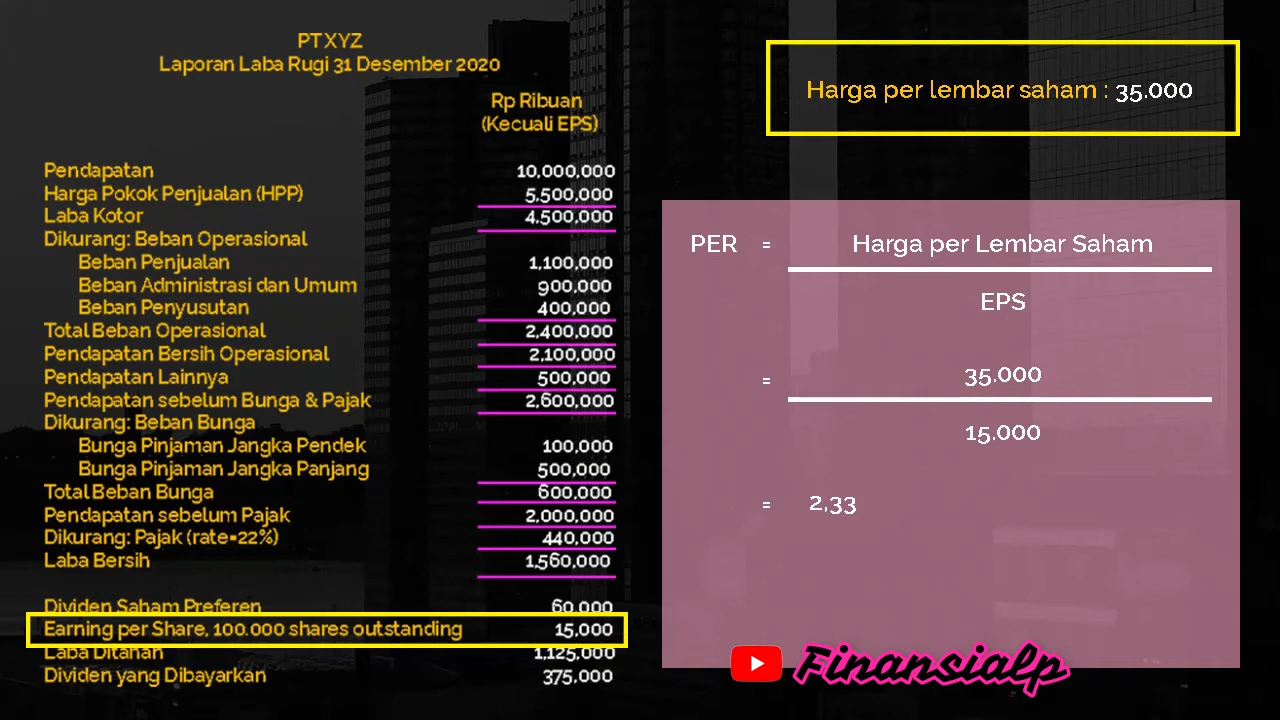 PT XYZ
Laporan Laba Rugi 31 Desember 2020
Rp Ribuan
(Kecuali EPS)
Pendapatan 10,000,000
Harga Pokok Penjualan (HPP) 5,500,000
Laba Kotor 4,500,000
Dikurang: Beban Operasional
Beban Penjualan 1,100,000
Beban Administrasi dan Umum 900,000
Beban Penyusutan 400,000
Total Beban Operasional 2,400,000
Pendapatan Bersih Operasional 2,100,000
Pendapatan Lainnya 500,000
Pendapatan sebelum Bunga & Pajak 2,600,000
Dikurang: Beban Bunga
Bunga Pinjaman Jangka Pendek 100,000
Bunga Pinjaman Jangka Panjang 500,000
Total Beban Bunga 600,000
Pendapatan sebelum Pajak 2,000,000
Dikurang: Pajak (rate=22%) 440,000
Laba Bersih 1,560,000
Dividen Saham Preferen 60,000
Earning per Share, 100.000 shares outstanding 15,000
Laba Ditahan 1,125,000
Dividen yang Dibayarkan 375,000
Harga per lembar saham : 35.000
PER = Harga per Lembar Saham
EPS
= 35.000
15.000
= 2,33
Finansialp